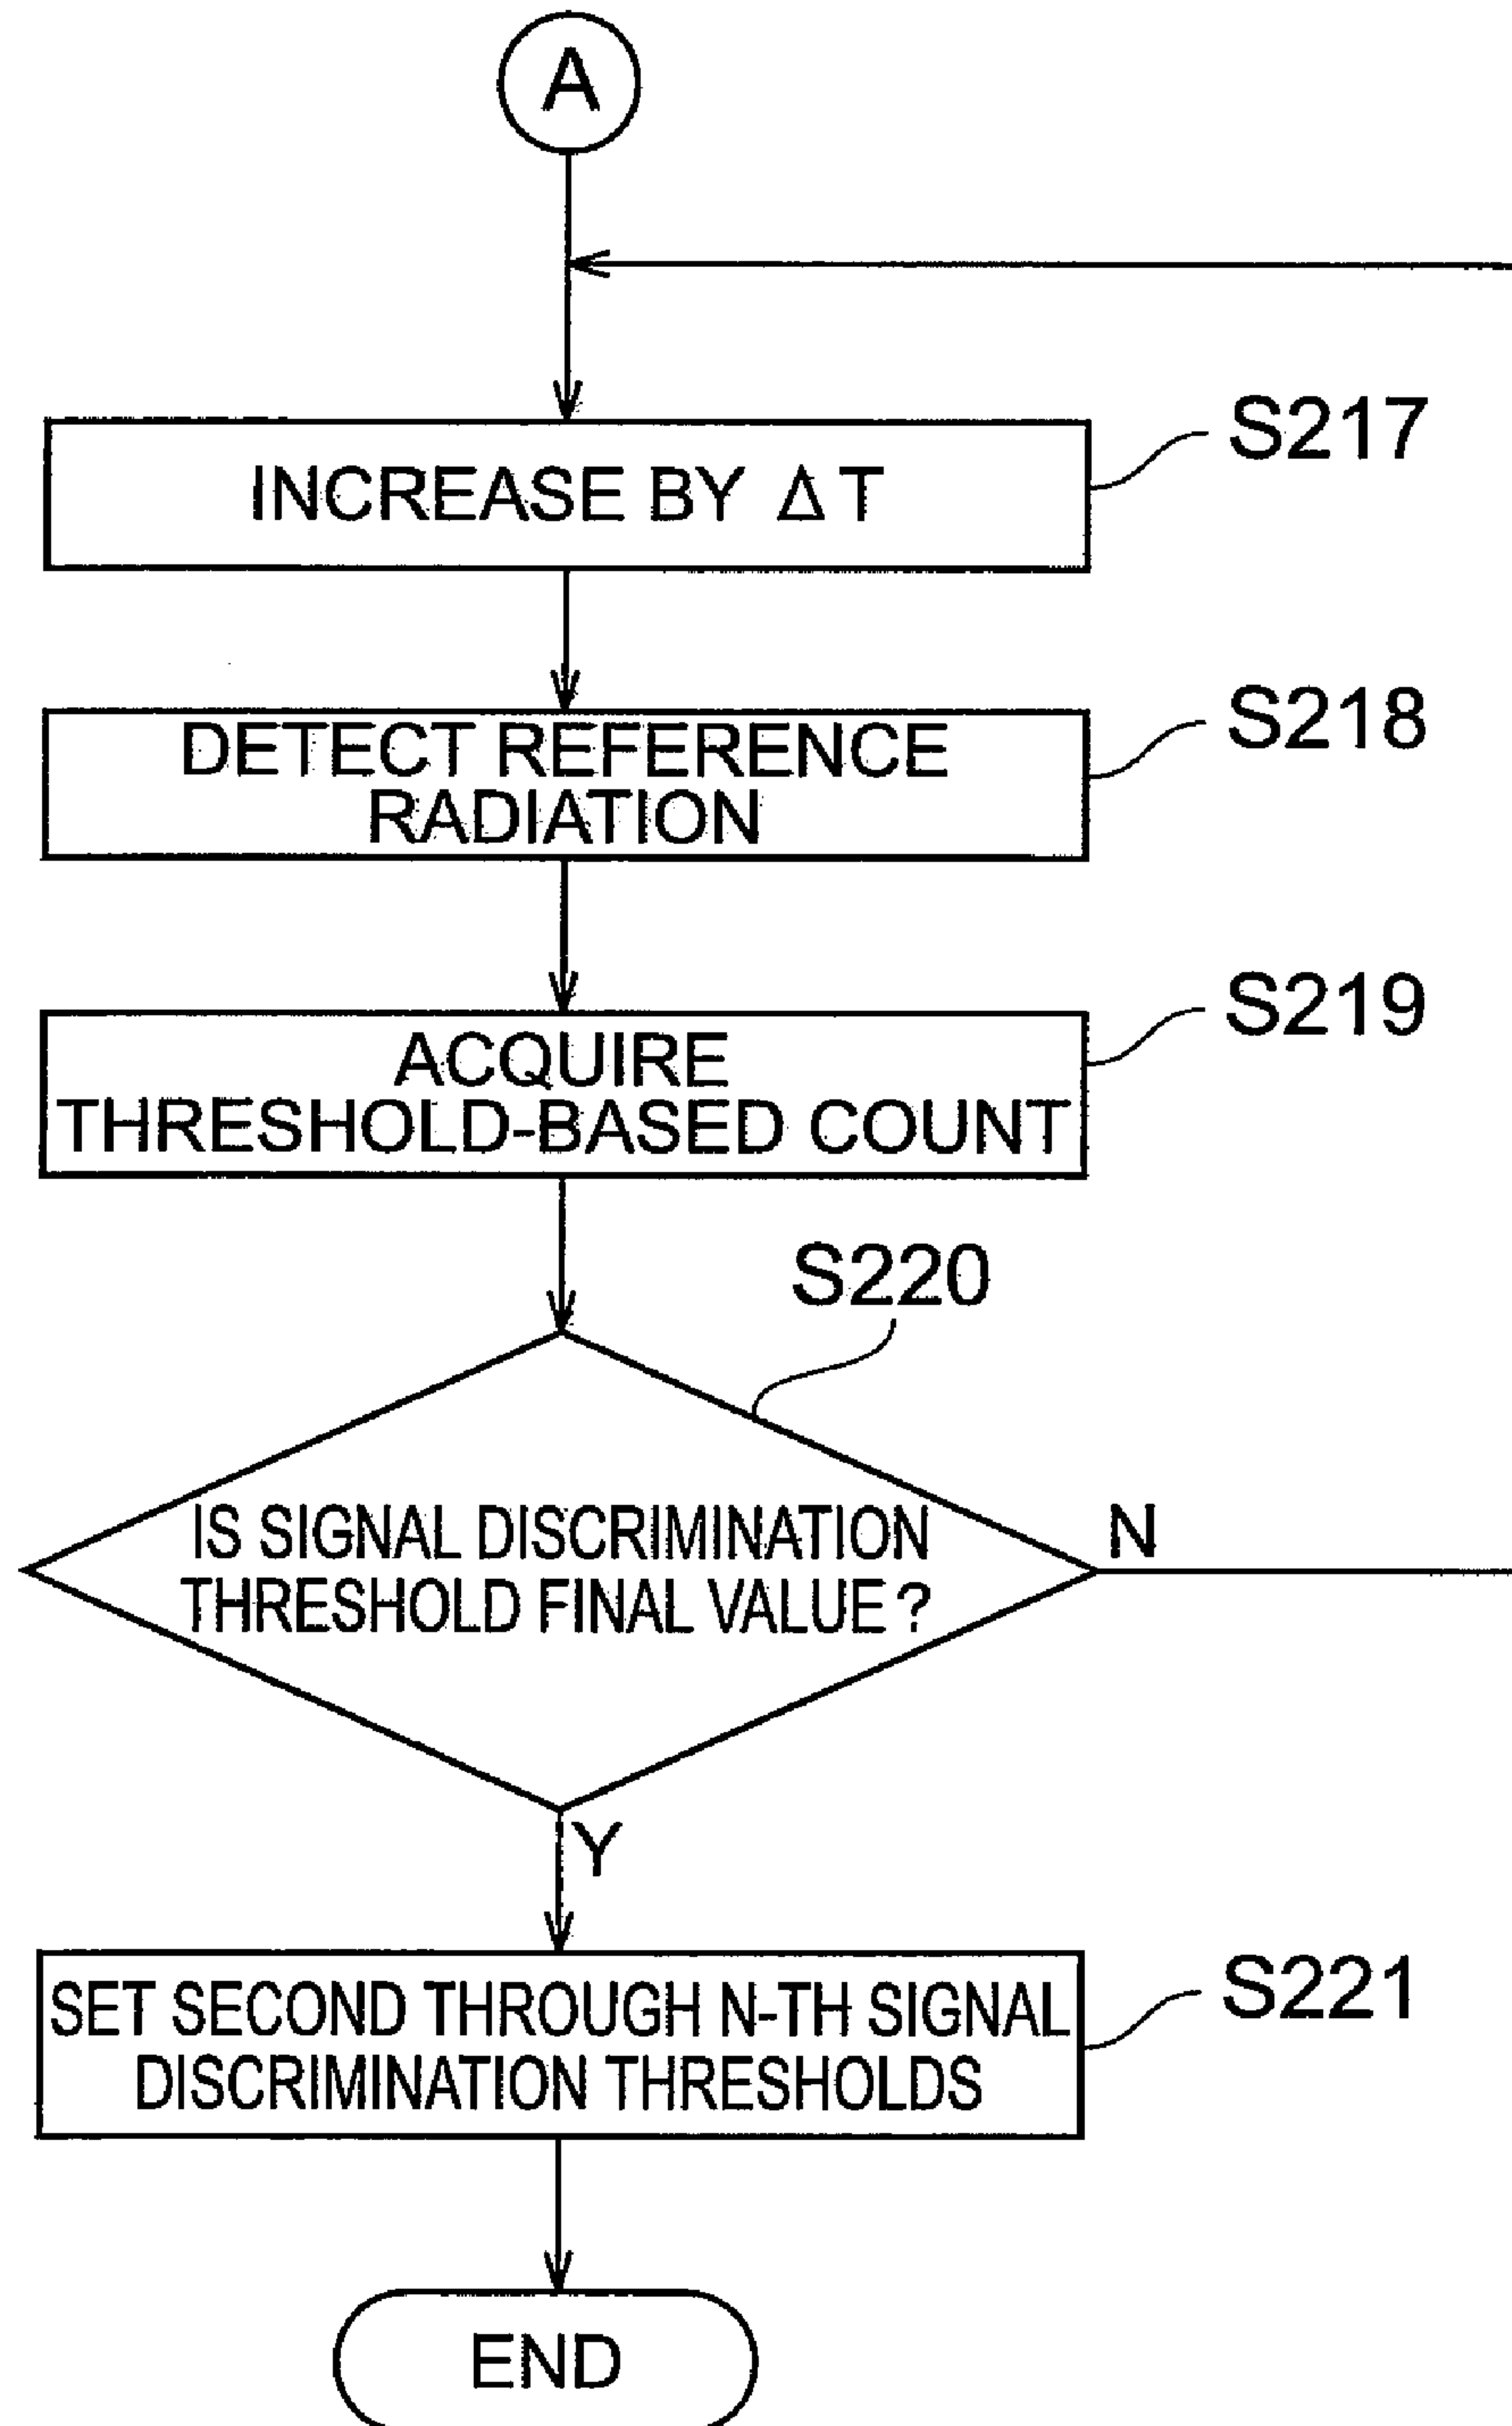 A
INCREASE BY Δ T
S217
DETECT REFERENCE
RADIATION
S218
ACQUIRE
THRESHOLD-BASED COUNT
S219
S220
IS SIGNAL DISCRIMINATION
THRESHOLD FINAL VALUE ?
N
Y
SET SECOND THROUGH N-TH SIGNAL
DISCRIMINATION THRESHOLDS
S221
END